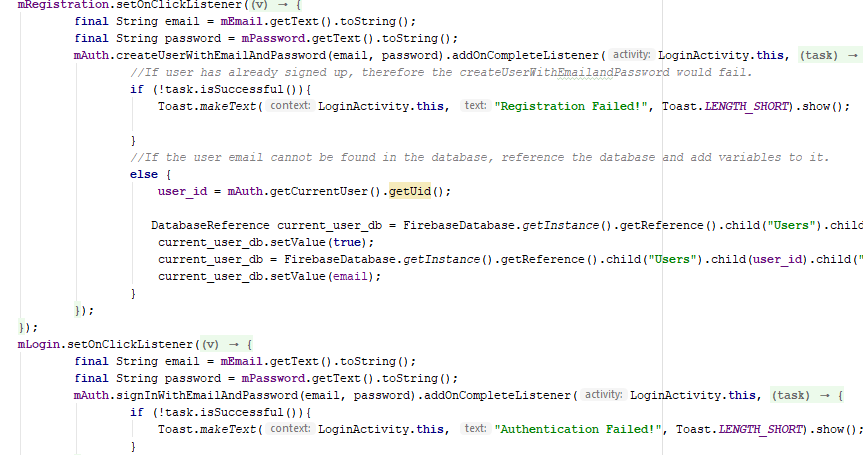 mRegistration.setOnClickListener((v) → {
final String email = mEmail.getText().toString();
final String password = mPassword.getText().toString();
mAuth.createUserWithEmailAndPassword(email, password).addOnCompleteListener( activity: LoginActivity.this, (task) →
//If user has already signed up, therefore the createUserWithEmailandPassword would fail.
if (!task.isSuccessful()){
Toast.makeText( context: LoginActivity.this, text: "Registration Failed!", Toast.LENGTH_SHORT).show();
}
//If the user email cannot be found in the database, reference the database and add variables to it.
else {
user_id = mAuth.getCurrentUser().getUid();
DatabaseReference current_user_db = FirebaseDatabase.getInstance().getReference().child("Users").child
current_user_db.setValue(true);
current_user_db = FirebaseDatabase.getInstance().getReference().child("Users").child(user_id).child("
current_user_db.setValue(email);
}
});
});
mLogin.setOnClickListener((v) → {
final String email = mEmail.getText().toString();
final String password = mPassword.getText().toString();
mAuth.signInWithEmailAndPassword(email, password).addOnCompleteListener( activity: LoginActivity.this, (task) → {
if (!task.isSuccessful()){
Toast.makeText( context: LoginActivity.this, text: "Authentication Failed!", Toast.LENGTH_SHORT).show();
}